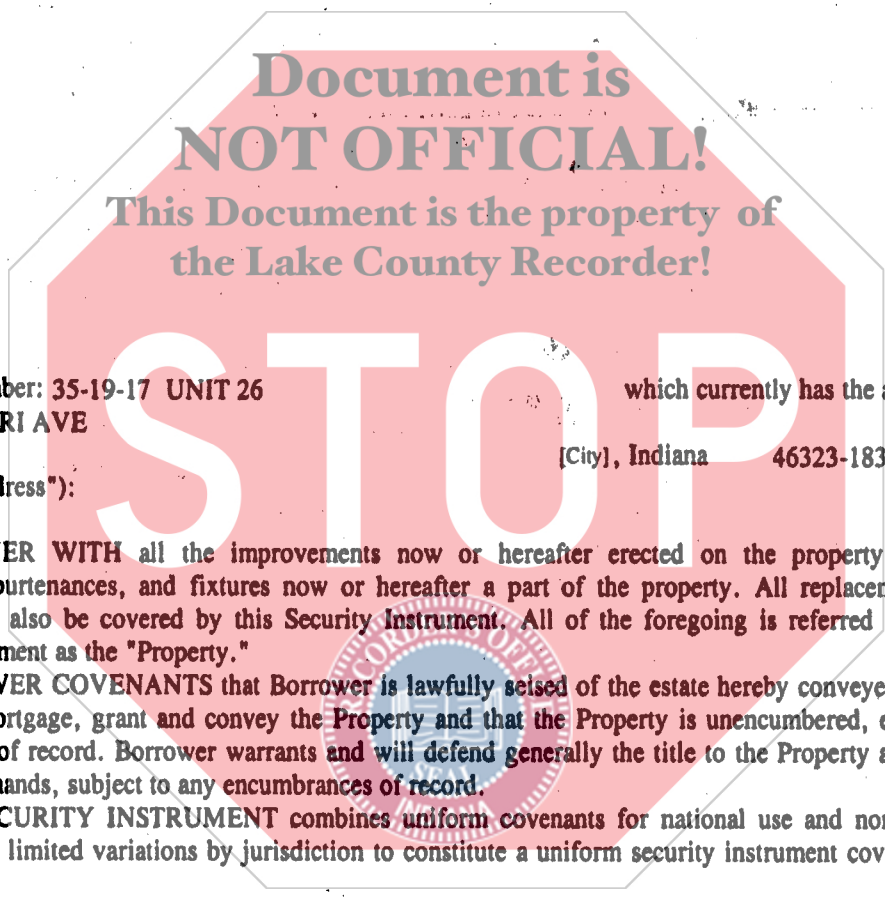 Document is
NOT OFFICIAL!
This Document is the property of
the Lake County Recorder!
STOP
ber: 35-19-17 UNIT 26 which currently has the a
RI AVE
[City], Indiana 46323-183
ress"):
ER WITH all the improvements now or hereafter erected on the property
purtenances, and fixtures now or hereafter a part of the property. All replacem
also be covered by this Security Instrument. All of the foregoing is referred
ment as the "Property."
VER COVENANTS that Borrower is lawfully seised of the estate hereby conveye
ortgage, grant and convey the Property and that the Property is unencumbered, e
of record. Borrower warrants and will defend generally the title to the Property a
nands, subject to any encumbrances of record.
CURITY INSTRUMENT combines uniform covenants for national use and non
limited variations by jurisdiction to constitute a uniform security instrument cov
RECORDER'S OFFICE
SEAL
INDIANA